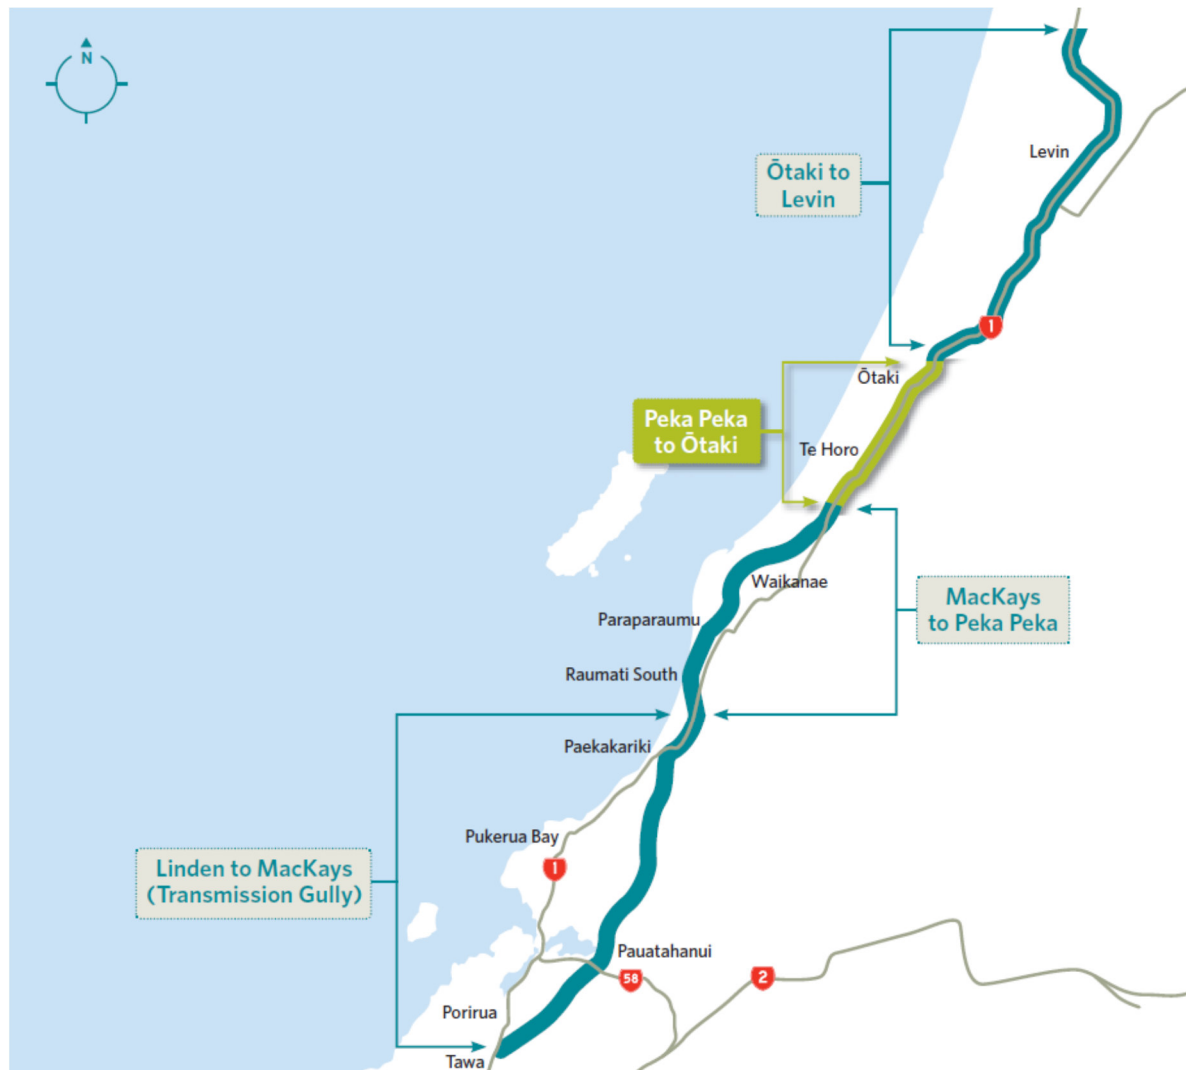 N
Levin
Ōtaki to
Levin
1
Ōtaki
Peka Peka
to Ōtaki
Te Horo
Waikanae
MacKays
to Peka Peka
Paraparaumu
Raumati South
Paekakariki
Pukerua Bay
1
Linden to MacKays
(Transmission Gully)
Pauatahanui
58
2
Porirua
Tawa